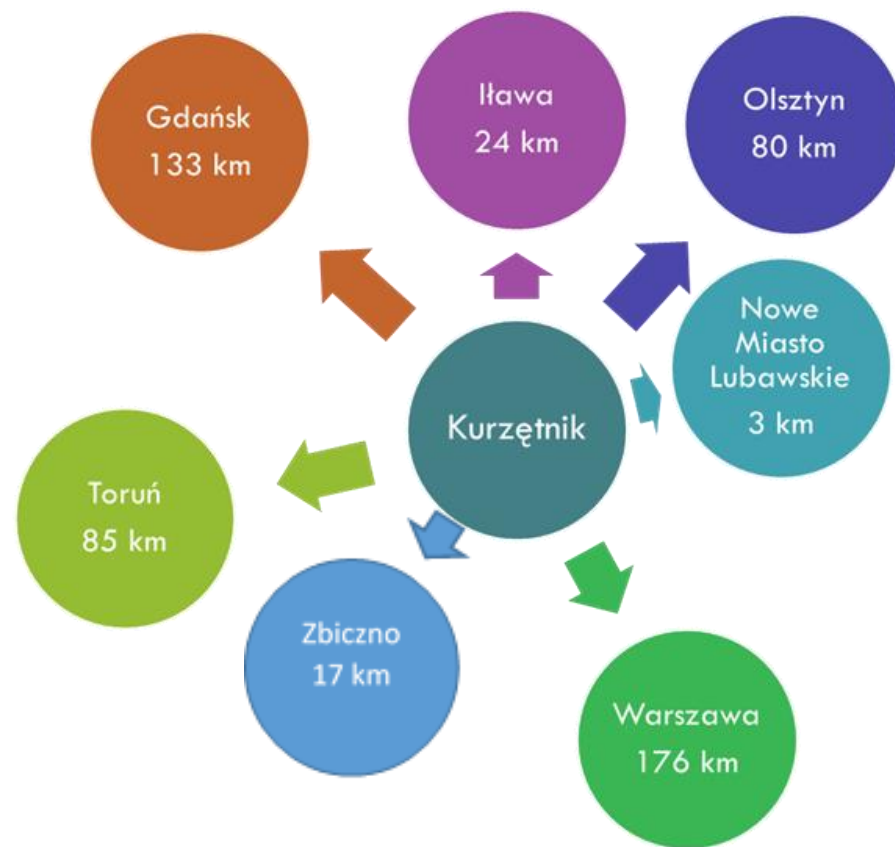 Gdańsk
133 km
Iława
24 km
Olsztyn
80 km
Nowe
Miasto
Lubawskie
3 km
Kurzętnik
Toruń
85 km
Zbiczno
17 km
Warszawa
176 km